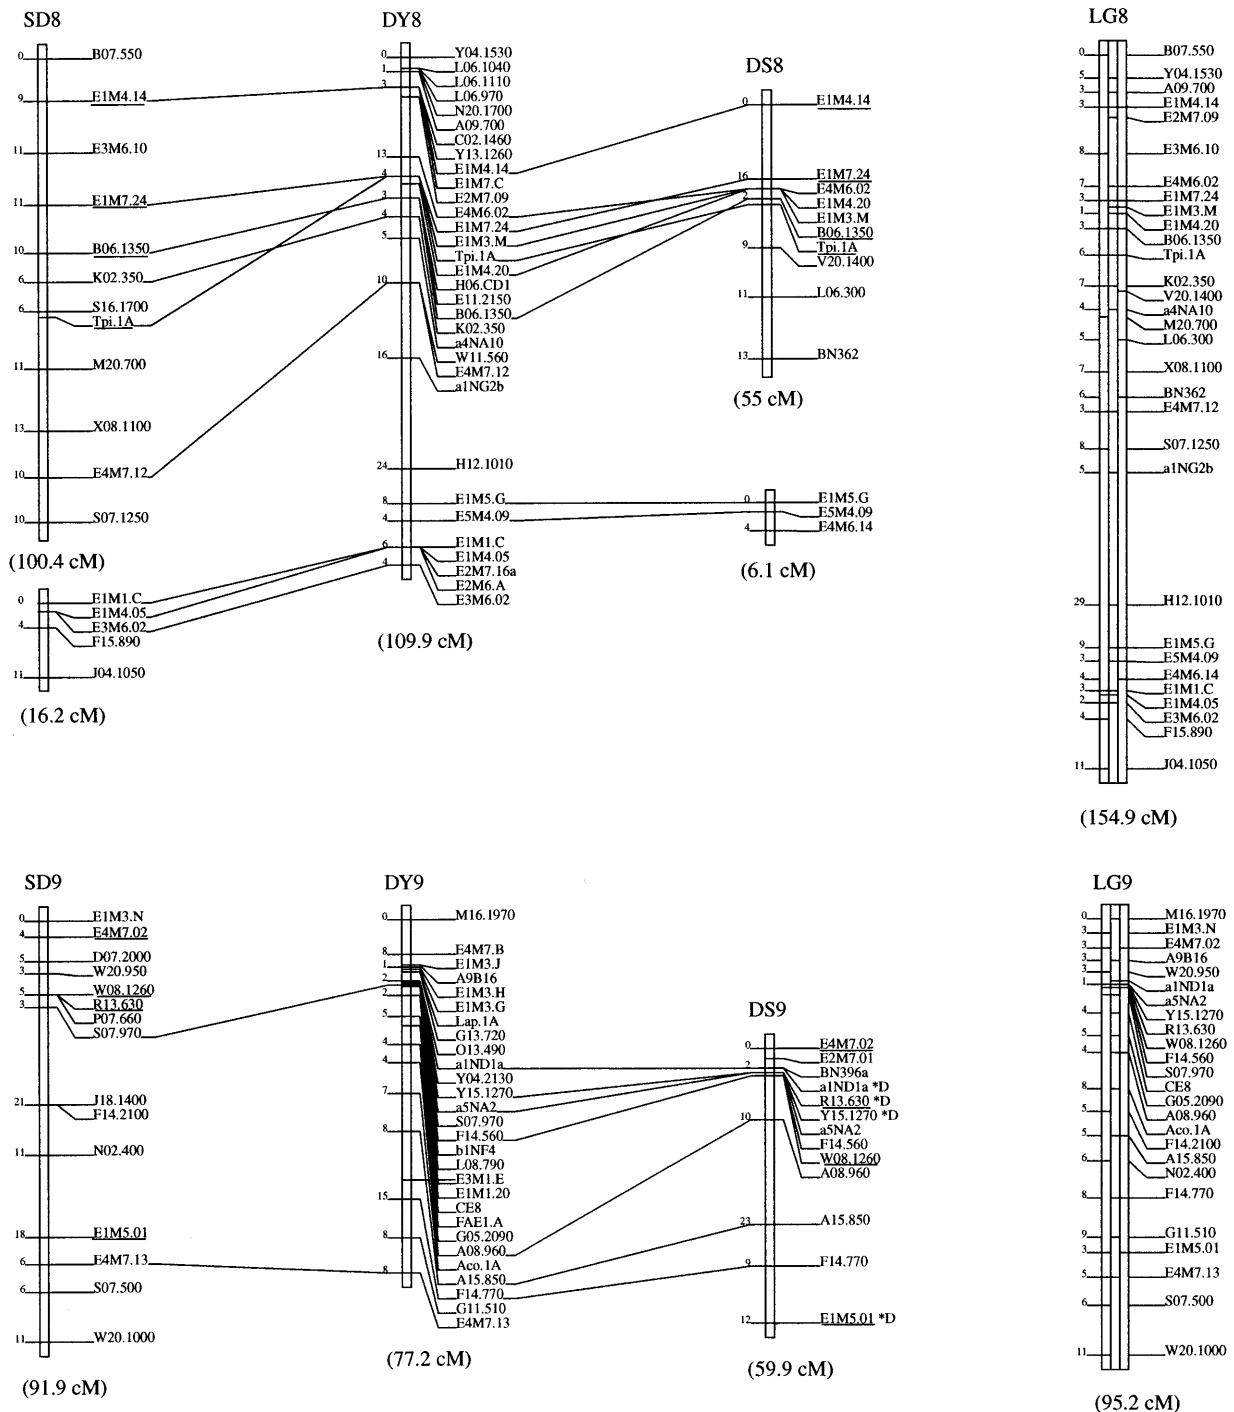 SD8
0 B07.550
9 E1M4.14
11 E3M6.10
11 E1M7.24
10 B06.1350
6 K02.350
6 S16.1700
Tpi.1A
11 M20.700
13 X08.1100
10 E4M7.12
10 S07.1250
(100.4 cM)
0 E1M1.C
E1M4.05
E3M6.02
4 F15.890
11 J04.1050
(16.2 cM)
DY8
0 Y04.1530
1 L06.1040
3 L06.1110
L06.970
N20.1700
A09.700
C02.1460
Y13.1260
E1M4.14
E1M7.C
E2M7.09
13 E4M6.02
4 E1M7.24
E1M3.M
Tpi.1A
E1M4.20
H06.CD1
E11.2150
3 B06.1350
4 K02.350
a4NA10
5 W11.560
10 E4M7.12
16 a1NG2b
24 H12.1010
8 E1M5.G
4 E5M4.09
6 E1M1.C
E1M4.05
E2M7.16a
E2M6.A
4 E3M6.02
(109.9 cM)
DS8
0 E1M4.14
16 E1M7.24
E4M6.02
E1M4.20
E1M3.M
2 B06.1350
Tpi.1A
9 V20.1400
11 L06.300
13 BN362
(55 cM)
0 E1M5.G
E5M4.09
4 E4M6.14
(6.1 cM)
LG8
0 B07.550
5 Y04.1530
3 A09.700
3 E1M4.14
E2M7.09
8 E3M6.10
7 E4M6.02
3 E1M7.24
E1M3.M
1 E1M4.20
3 B06.1350
6 Tpi.1A
7 K02.350
V20.1400
4 a4NA10
M20.700
5 L06.300
7 X08.1100
6 BN362
3 E4M7.12
8 S07.1250
5 a1NG2b
29 H12.1010
9 E1M5.G
3 E5M4.09
4 E4M6.14
3 E1M1.C
E1M4.05
2 E3M6.02
4 F15.890
11 J04.1050
(154.9 cM)
SD9
0 E1M3.N
4 E4M7.02
5 D07.2000
3 W20.950
5 W08.1260
R13.630
P07.660
3 S07.970
21 J18.1400
F14.2100
11 N02.400
18 E1M5.01
6 E4M7.13
6 S07.500
11 W20.1000
(91.9 cM)
DY9
0 M16.1970
8 E4M7.B
1 E1M3.J
A9B16
E1M3.H
E1M3.G
Lap.1A
G13.720
O13.490
2 a1ND1a
Y04.2130
Y15.1270
a5NA2
S07.970
F14.560
b1NF4
L08.790
E3M1.E
E1M1.20
2 CE8
5 FAE1.A
4 G05.2090
4 A08.960
7 Aco.1A
8 A15.850
15 F14.770
8 G11.510
8 E4M7.13
(77.2 cM)
DS9
0 E4M7.02
E2M7.01
2 BN396a
a1ND1a *D
R13.630 *D
Y15.1270 *D
a5NA2
F14.560
W08.1260
10 A08.960
23 A15.850
9 F14.770
12 E1M5.01 *D
(59.9 cM)
LG9
0 M16.1970
3 E1M3.N
3 E4M7.02
3 A9B16
3 W20.950
1 a1ND1a
a5NA2
Y15.1270
R13.630
W08.1260
F14.560
S07.970
4 CE8
5 G05.2090
4 A08.960
8 Aco.1A
5 F14.2100
5 A15.850
6 N02.400
8 F14.770
9 G11.510
3 E1M5.01
5 E4M7.13
6 S07.500
11 W20.1000
(95.2 cM)